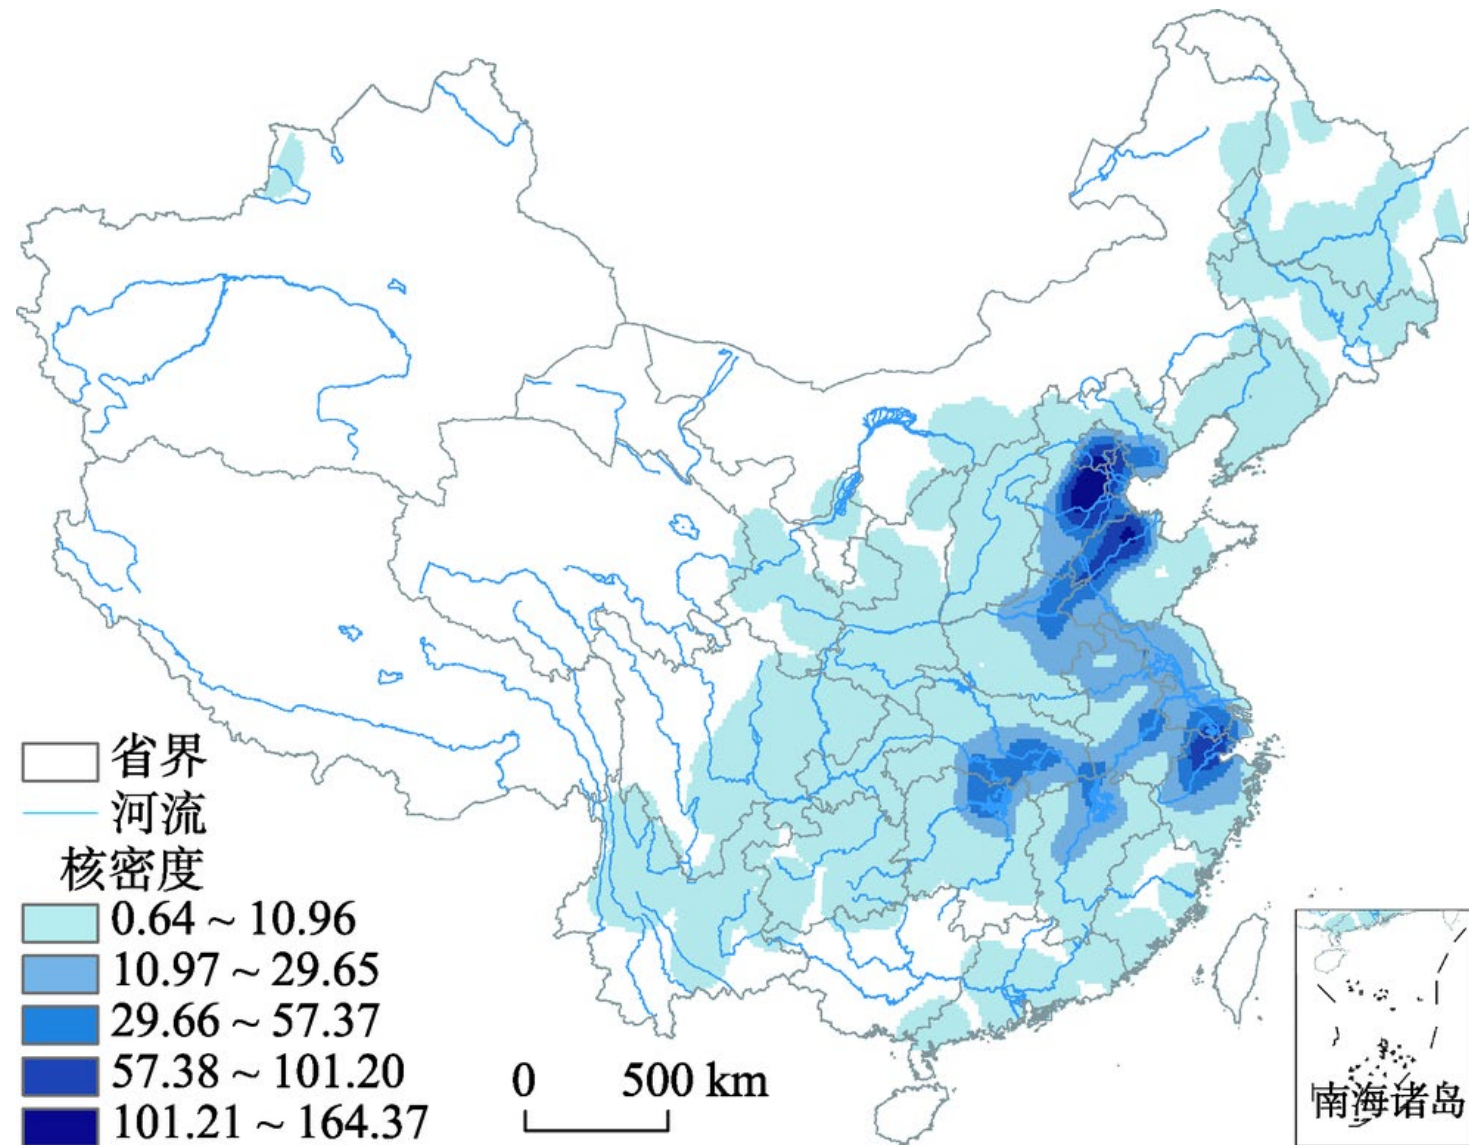 省界
河流
核密度
0.64 ~ 10.96
10.97 ~ 29.65
29.66 ~ 57.37
57.38 ~ 101.20
101.21 ~ 164.37
0 500 km
南海诸岛